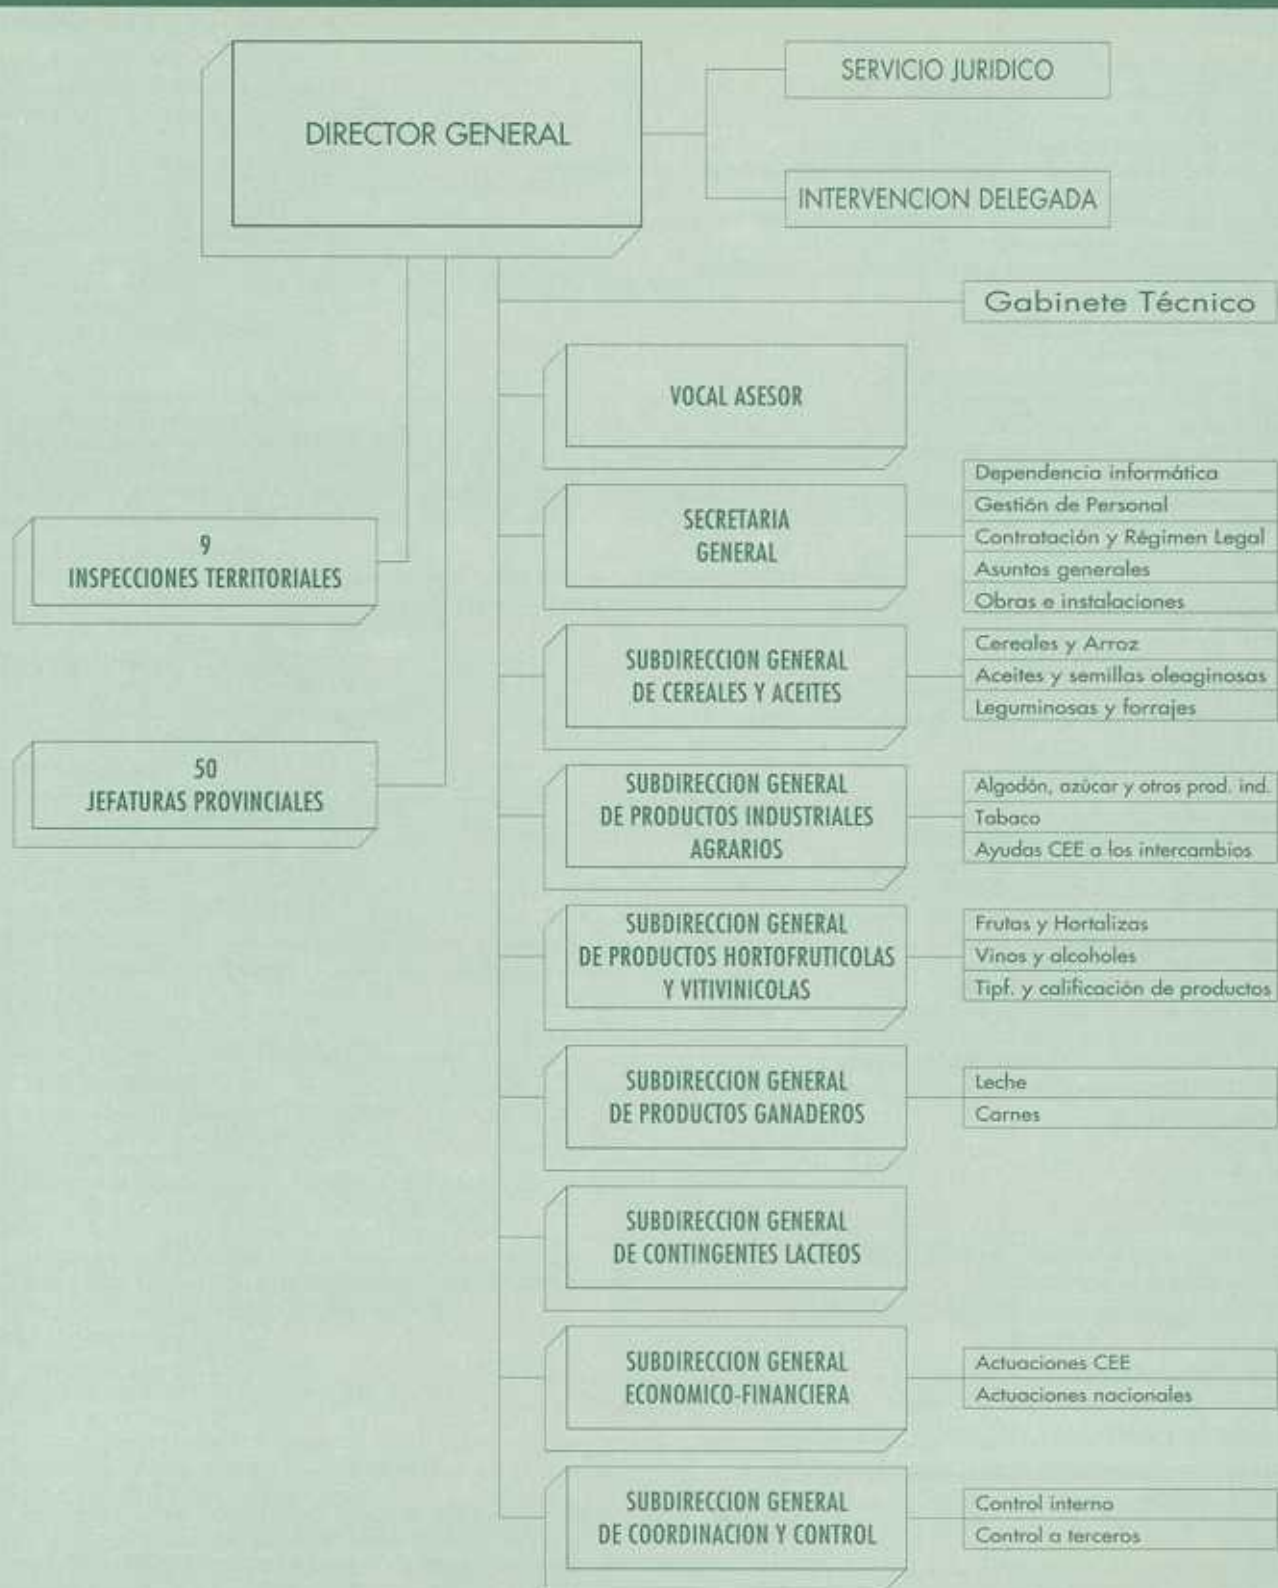 DIRECTOR GENERAL
SERVICIO JURIDICO
INTERVENCION DELEGADA
Gabinete Técnico
VOCAL ASESOR
SECRETARIA
GENERAL
Dependencia informática
Gestión de Personal
Contratación y Régimen Legal
Asuntos generales
Obras e instalaciones
9
INSPECCIONES TERRITORIALES
SUBDIRECCION GENERAL
DE CEREALES Y ACEITES
Cereales y Arroz
Aceites y semillas oleaginosas
Leguminosas y forrajes
50
JEFATURAS PROVINCIALES
SUBDIRECCION GENERAL
DE PRODUCTOS INDUSTRIALES
AGRARIOS
Algodón, azúcar y otros prod. ind.
Tabaco
Ayudas CEE a los intercambios
SUBDIRECCION GENERAL
DE PRODUCTOS HORTOFRUTICOLAS
Y VITIVINICOLAS
Frutas y Hortalizas
Vinos y alcoholes
Tipf. y calificación de productos
SUBDIRECCION GENERAL
DE PRODUCTOS GANADEROS
Leche
Carnes
SUBDIRECCION GENERAL
DE CONTINGENTES LACTEOS
SUBDIRECCION GENERAL
ECONOMICO-FINANCIERA
Actuaciones CEE
Actuaciones nacionales
SUBDIRECCION GENERAL
DE COORDINACION Y CONTROL
Control interno
Control a terceros